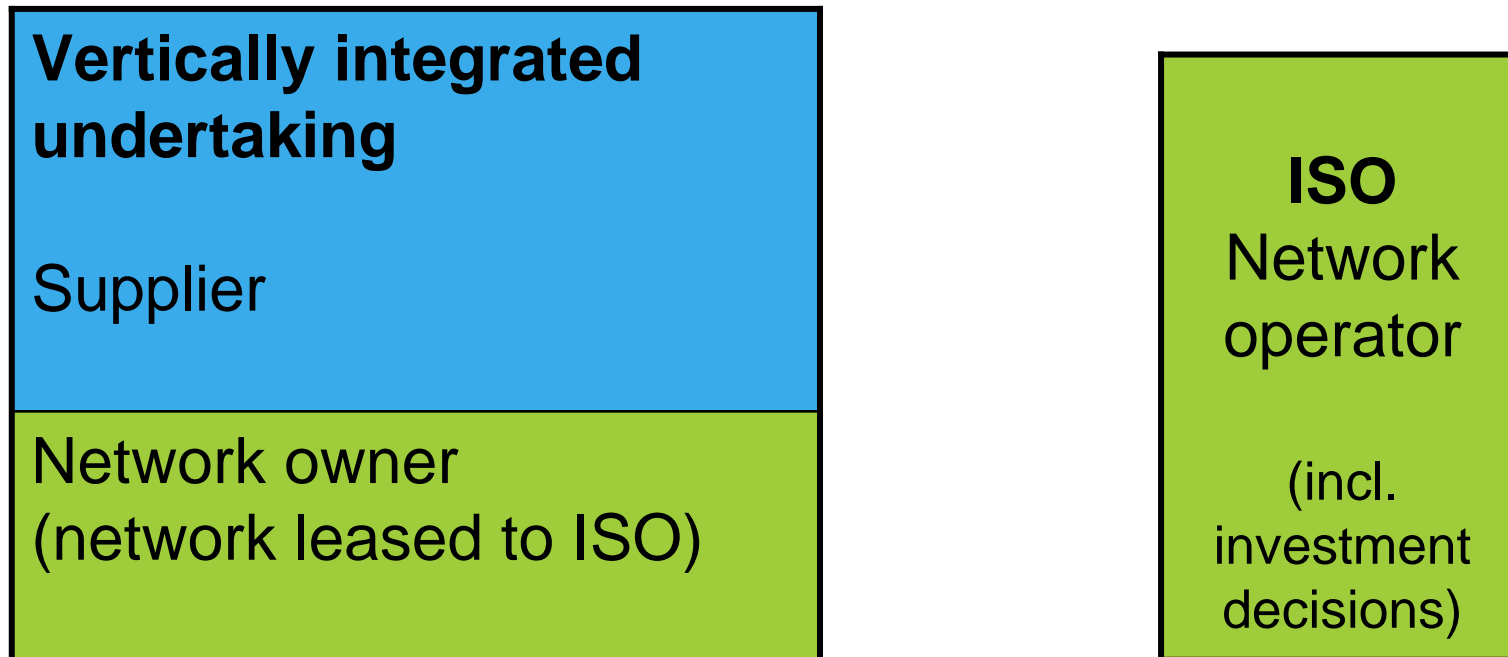 Vertically integrated
undertaking
Supplier
Network owner
(network leased to ISO)
ISO
Network
operator
(incl.
investment
decisions)